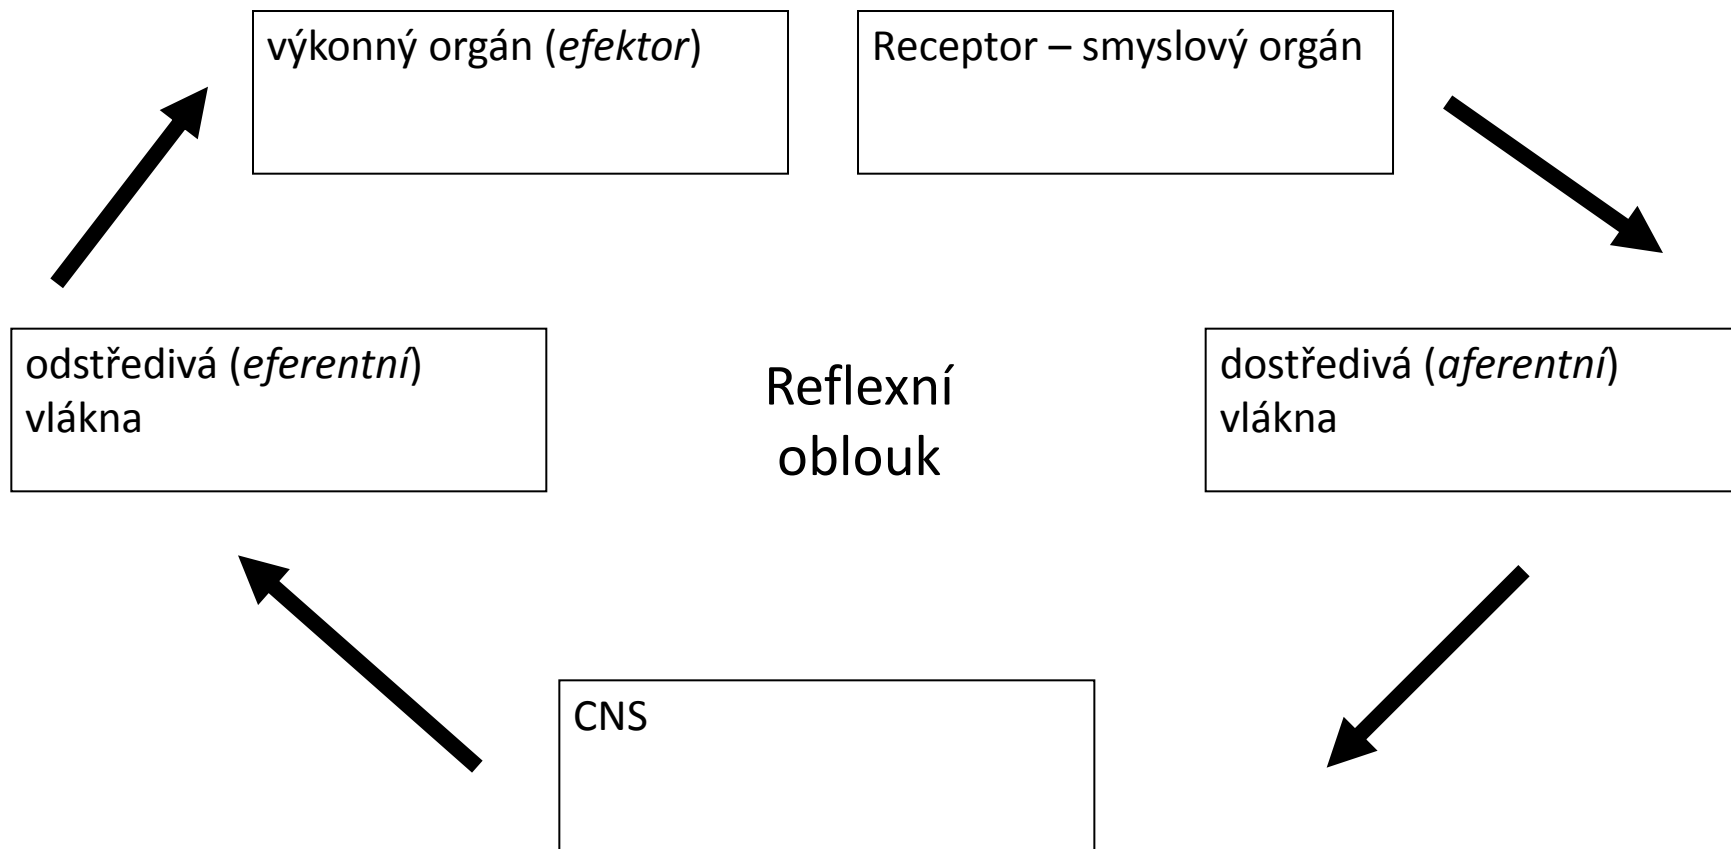 výkonný orgán (efektor)
Receptor – smyslový orgán
odstředivá (eferentní)
vlákna
Reflexní
oblouk
dostředivá (aferentní)
vlákna
CNS